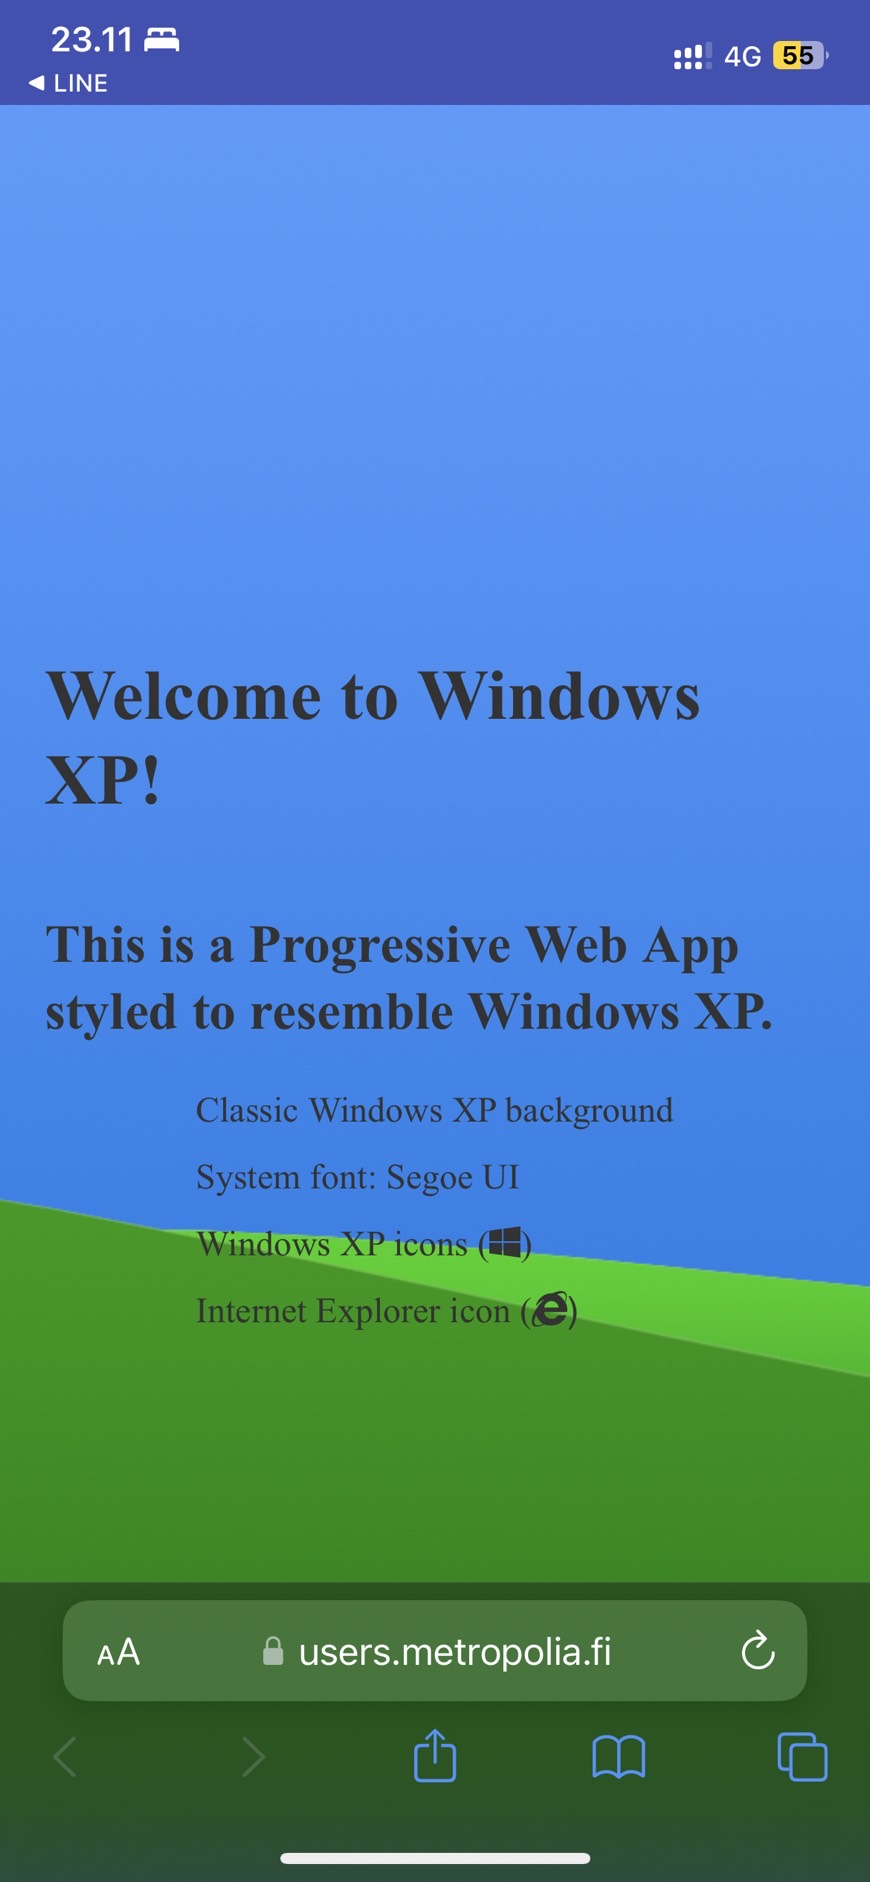 23.11
◀ LINE
4G 55
Welcome to Windows
XP!
This is a Progressive Web App
styled to resemble Windows XP.
Classic Windows XP background
System font: Segoe UI
Windows XP icons ()
Internet Explorer icon ()
AA users.metropolia.fi